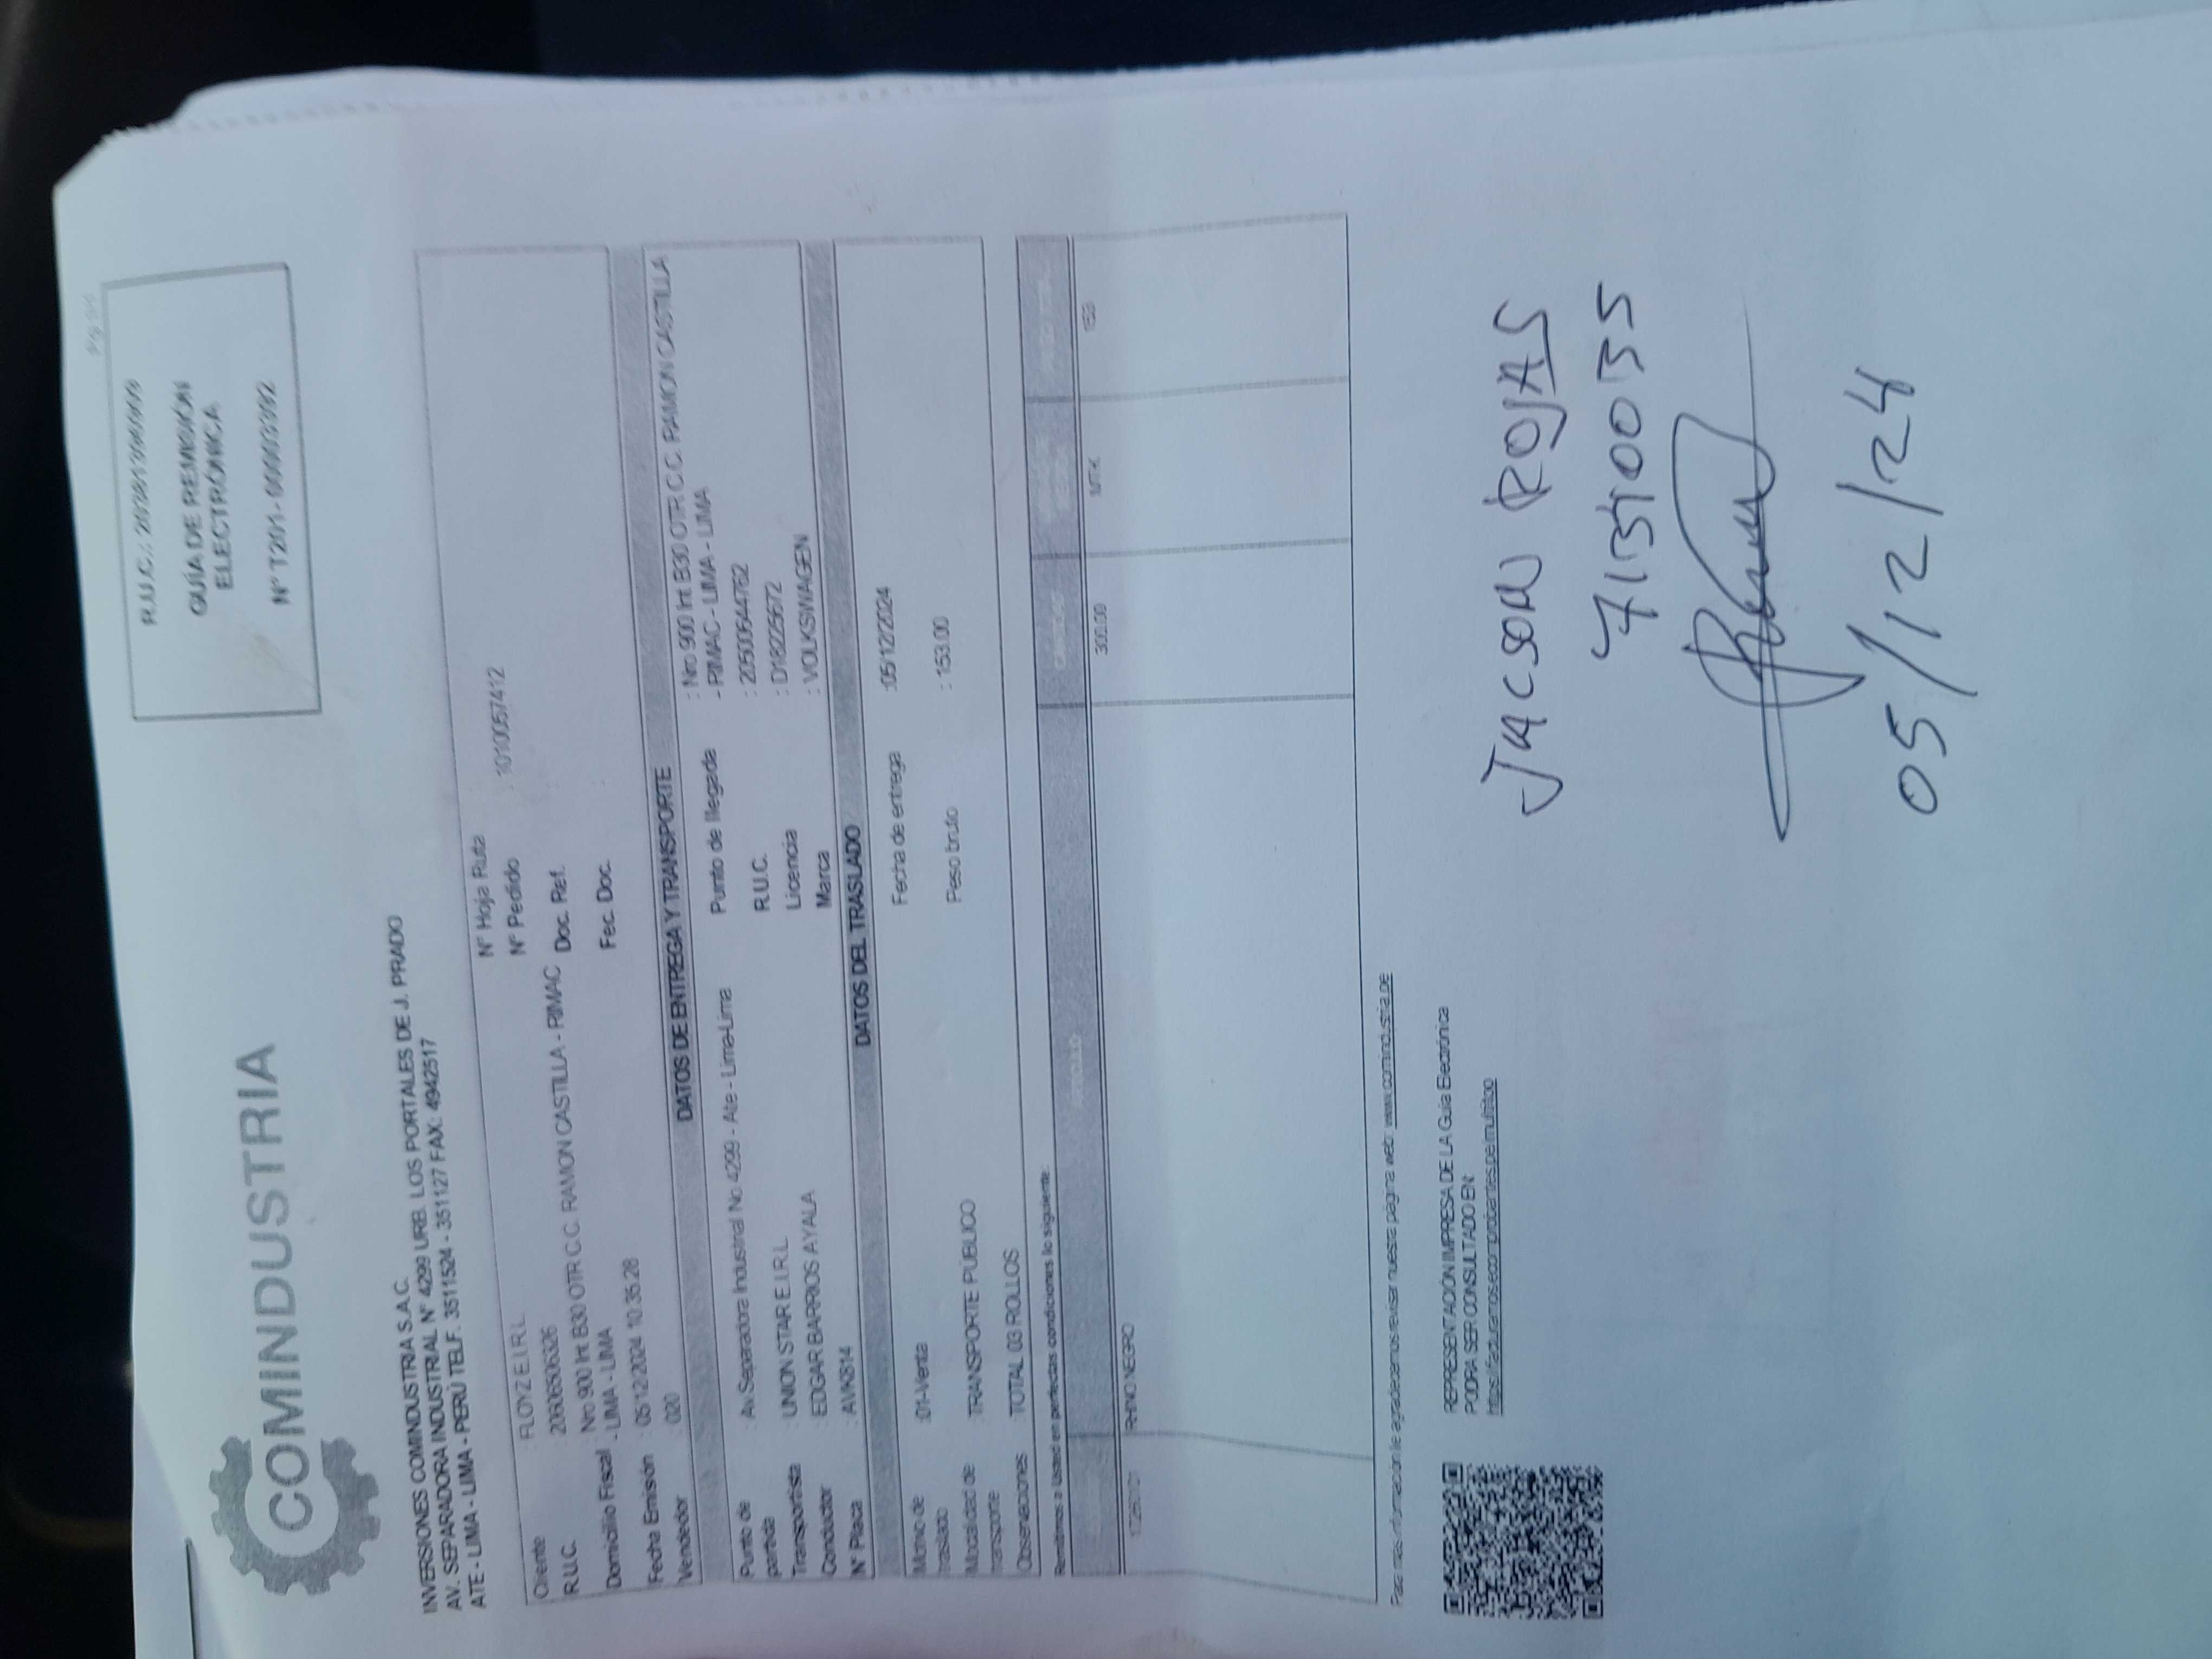 GUÍA DE REMISIÓN
ELECTRÓNICA
COMINDUSTRIA
INVERSIONES COMINDUSTRIA S.A.C.
AV. SEPARADORA INDUSTRIAL N° 4299 URB. LOS PORTALES DE J. PRADO
ATE - LIMA - PERÚ TELF. 3511524 - 351127 FAX: 4942517
Cliente : FLOYZ E.I.R.L N° Hoja Ruta
R.U.C. N° Pedido : 10100057412
Domicilio Fiscal : Nro 900 Int B30 OTR C.C. RAMON CASTILLA - RIMAC - LIMA - LIMA Doc. Ref.
Fecha Emisión : 05/12/2024 10:35:28 Fec. Doc. :
Vendedor : 020
DATOS DE ENTREGA Y TRANSPORTE
Punto de partida : Av.Separadora Industrial No 4299 - Ate - Lima-Lima
Punto de llegada : Nro 900 Int B30 OTR C.C. RAMON CASTILLA - RIMAC - LIMA - LIMA
Transportista : UNION STAR E.I.R.L R.U.C.
Conductor : EDGAR BARRIOS AYALA Licencia
N° Placa Marca : VOLKSWAGEN
DATOS DEL TRASLADO
Motivo de traslado :01-Venta Fecha de entrega :05/12/2024
Modalidad de transporte : TRANSPORTE PÚBLICO Peso bruto : 153.00
Observaciones TOTAL 03 ROLLOS
Remitimos a Usted en perfectas condiciones lo siguiente:
RHINO NEGRO 300.00 MTK 153
Para más información le agradecemos revisar nuestra página web: www.comindustria.pe
REPRESENTACIÓN IMPRESA DE LA Guía Electrónica
PODRA SER CONSULTADO EN:
JACSON ROJAS
05/12/24